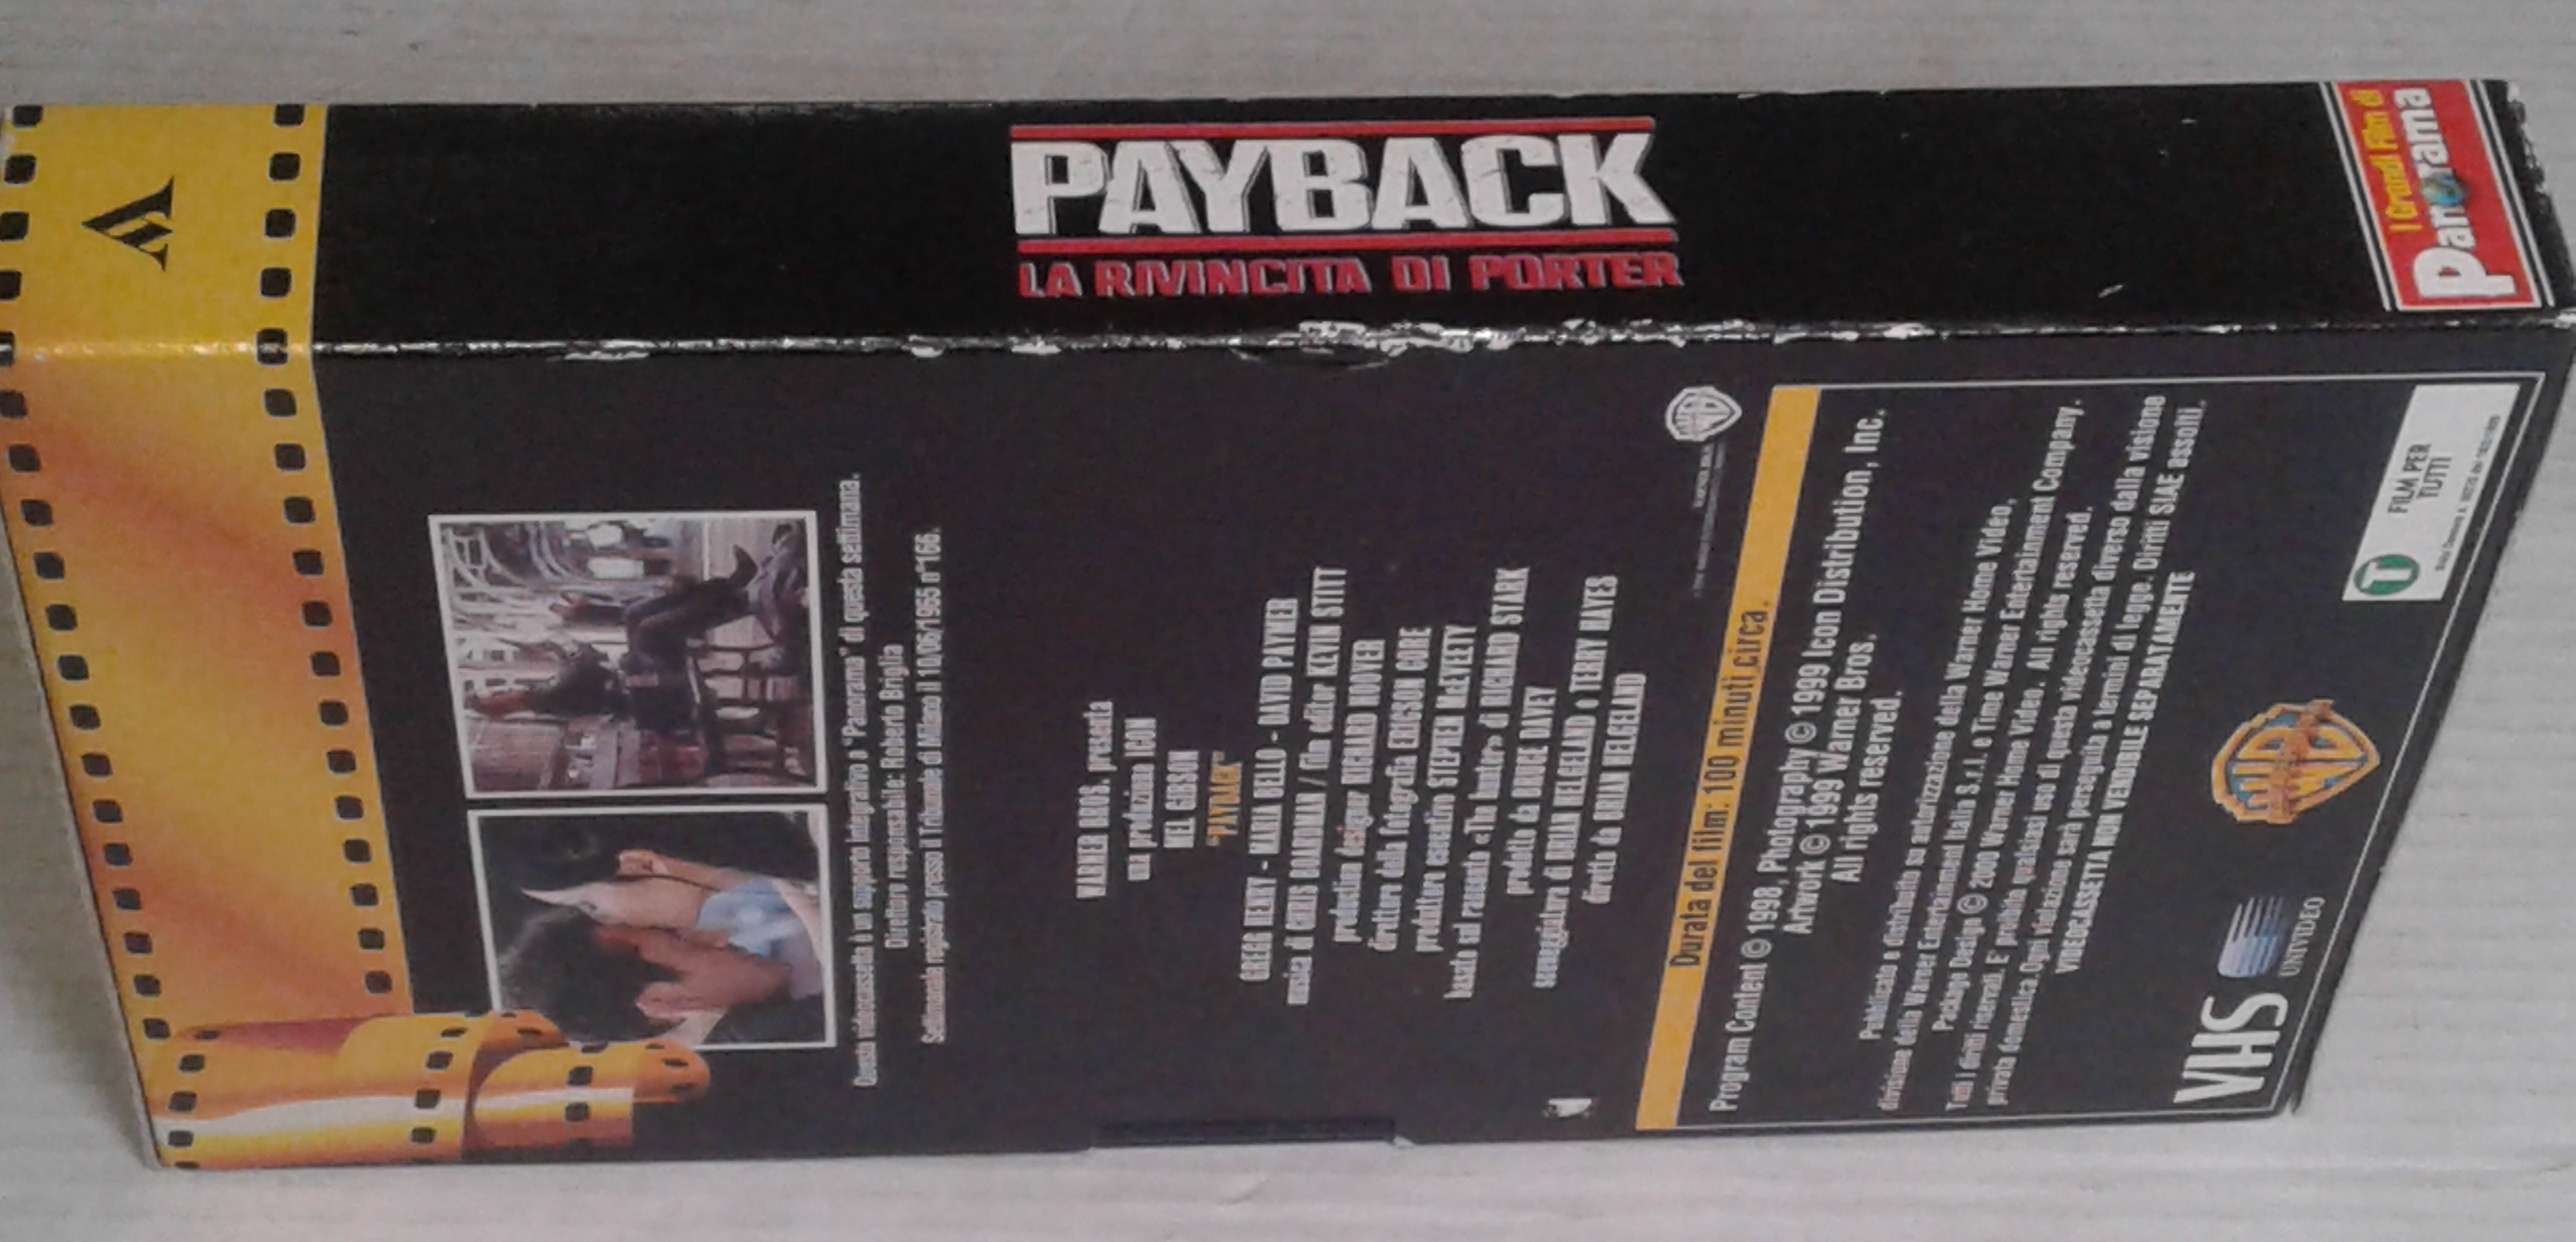 PAYBACK
LA RIVINCITA DI PORTER
I Grandi Film di
Panorama
Questa videocassetta è un supporto integrativo a "Panorama" di questa settimana.
Direttore responsabile: Roberto Briglia
Settimanale registrato presso il Tribunale di Milano il 10/06/1965 n°166.
WARNER BROS. presenta
una produzione ICON
MEL GIBSON
"PAYBACK"
GREGG HENRY - MARIA BELLO - DAVID PAYMER
musica di CHRIS BOARDMAN / film editor KEVIN STITT
production designer RICHARD HOOVER
direttore della fotografia ERICSON CORE
produttore esecutivo STEPHEN McEVEETY
basato sul racconto «The hunter» di RICHARD STARK
prodotto da BRUCE DAVEY
sceneggiatura di BRIAN HELGELAND e TERRY HAYES
diretto da BRIAN HELGELAND
Durata del film: 100 minuti circa.
Program Content © 1998, Photography © 1999 Icon Distribution, Inc.
Artwork © 1999 Warner Bros.
All rights reserved.
Pubblicato e distribuito su autorizzazione della Warner Home Video,
divisione della Warner Entertainment Italia S.r.l. e Time Warner Entertainment Company.
Package Design © 2000 Warner Home Video. All rights reserved.
Tutti i diritti riservati. E' proibito qualsiasi uso di questa videocassetta diverso dalla visione
privata domestica. Ogni violazione sarà perseguita a termini di legge. Diritti SIAE assolti.
VIDEOCASSETTA NON VENDIBILE SEPARATAMENTE
VHS
UNIVIDEO
WB
T
FILM PER
TUTTI